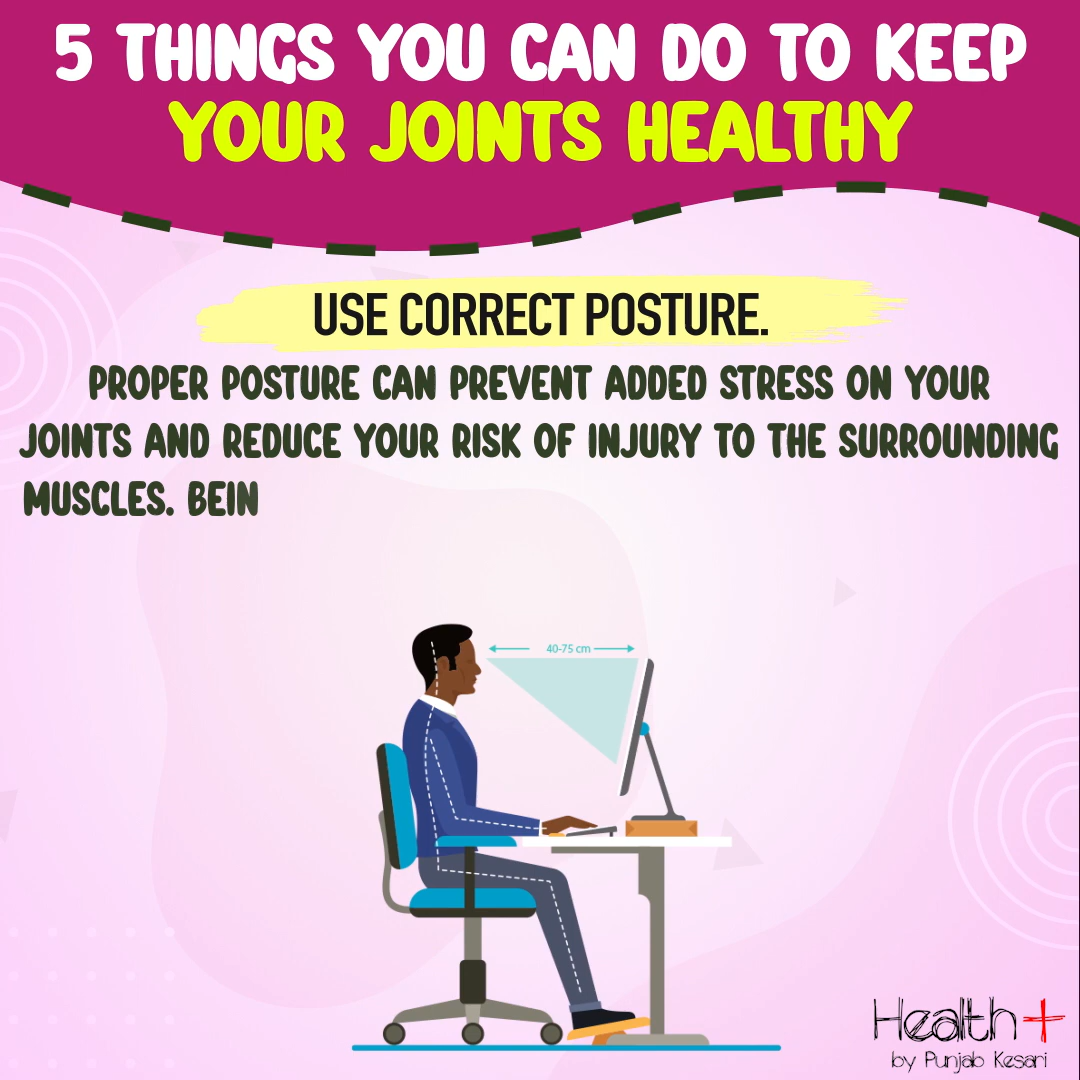 5 THINGS YOU CAN DO TO KEEP
YOUR JOINTS HEALTHY
USE CORRECT POSTURE.
PROPER POSTURE CAN PREVENT ADDED STRESS ON YOUR
JOINTS AND REDUCE YOUR RISK OF INJURY TO THE SURROUNDING
MUSCLES. BEIN
40-75 cm
Health+
by Punjab Kesari